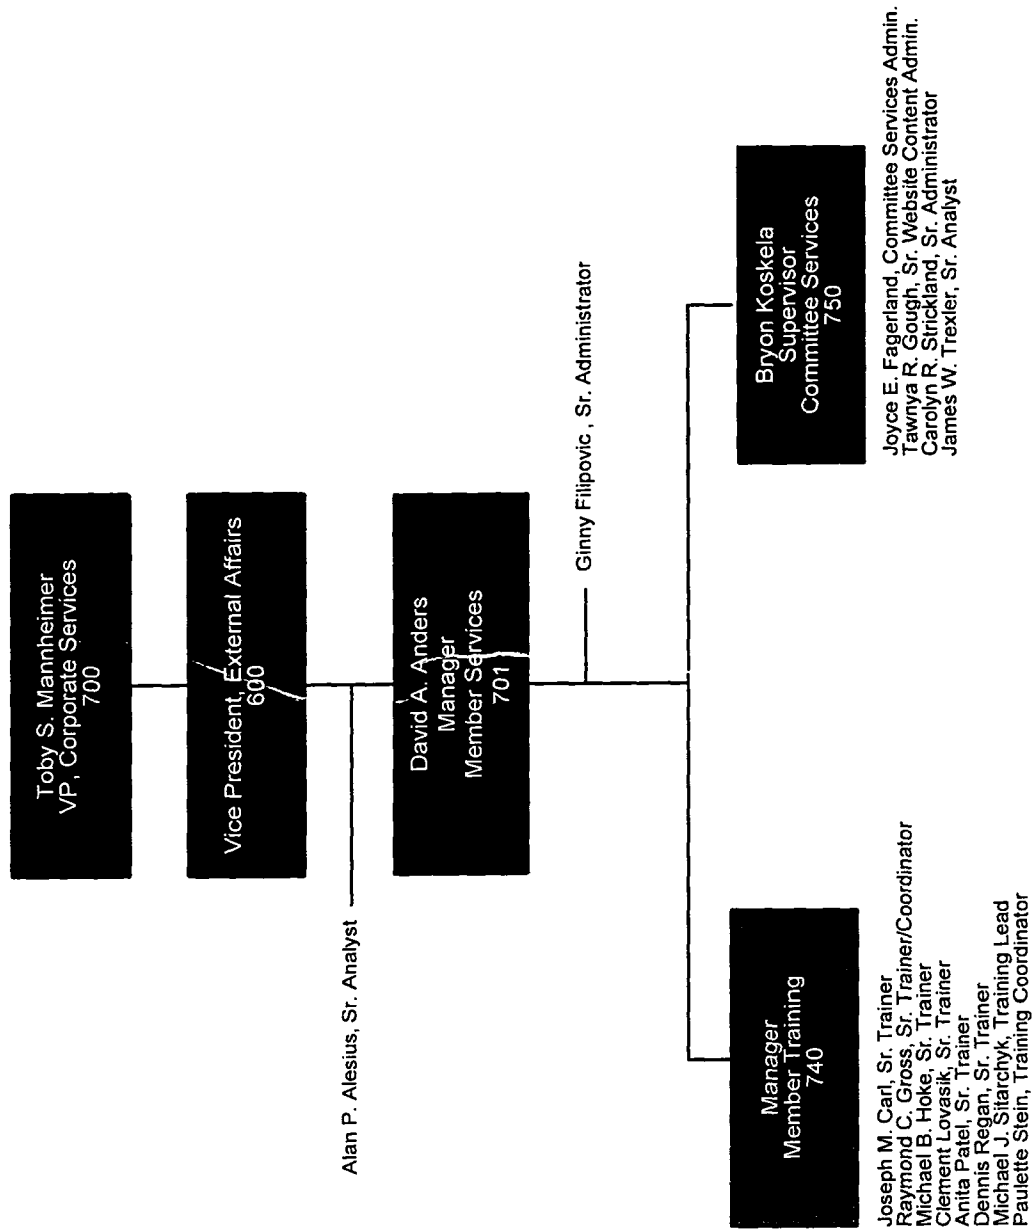 Toby S. Mannheimer
VP, Corporate Services
700
Vice President, External Affairs
600
Alan P. Alesius, Sr. Analyst
David A. Anders
Manager
Member Services
701
Ginny Filipovic , Sr. Administrator
Manager
Member Training
740
Joseph M. Carl, Sr. Trainer
Raymond C. Gross, Sr. Trainer/Coordinator
Michael B. Hoke, Sr. Trainer
Clement Lovasik, Sr. Trainer
Anita Patel, Sr. Trainer
Dennis Regan, Sr. Trainer
Michael J. Sitarchyk, Training Lead
Paulette Stein, Training Coordinator
Bryon Koskela
Supervisor
Committee Services
750
Joyce E. Fagerland, Committee Services Admin.
Tawnya R. Gough, Sr. Website Content Admin.
Carolyn R. Strickland, Sr. Administrator
James W. Trexler, Sr. Analyst